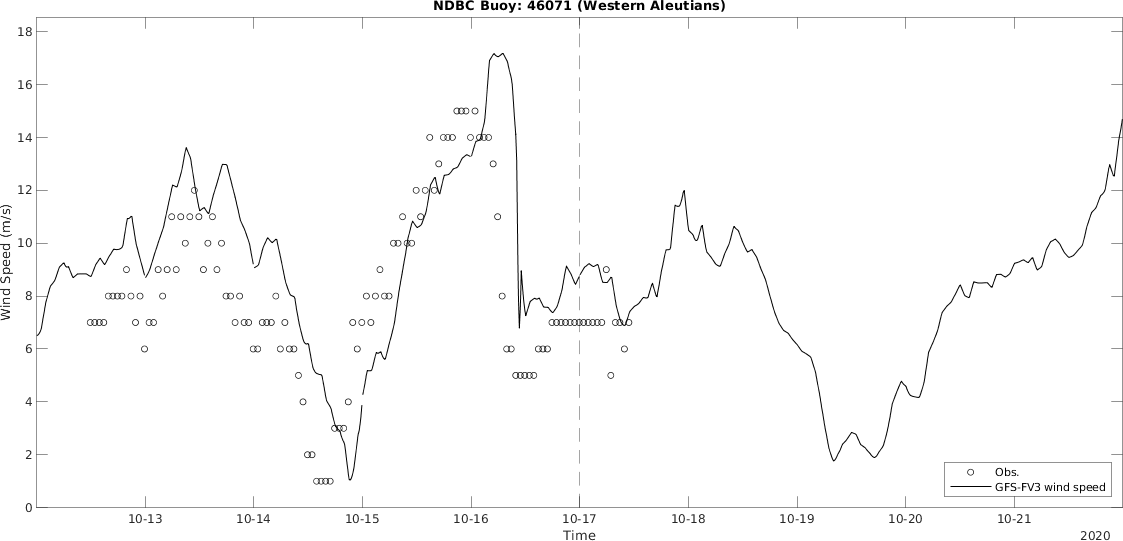 NDBC Buoy: 46071 (Western Aleutians)
Wind Speed (m/s)
18
16
14
12
10
8
6
4
2
0
Obs.
GFS-FV3 wind speed
10-13 10-14 10-15 10-16 10-17 10-18 10-19 10-20 10-21
Time
2020